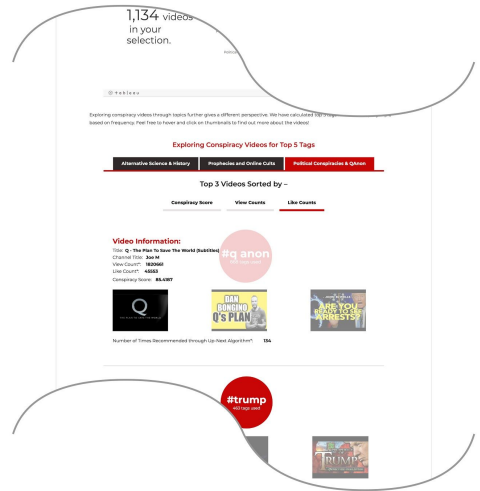 1,134 videos
in your
selection.
tableau
Exploring conspiracy videos through topics further gives a different perspective. We have calculated top
based on frequency. Feel free to hover and click on thumbnails to find out more about the videos!
Exploring Conspiracy Videos for Top 5 Tags
Alternative Science & History Prophecies and Online Cults Political Conspiracies & QAnon
Top 3 Videos Sorted by –
Conspiracy Score View Counts Like Counts
Video Information:
Title: Q - The Plan To Save The World (Subtitles)
#q anon
Channel Title: Joe M
View Count*: 1820661
Like Count*: 45553
Conspiracy Score: 86.4187
Q
DAN
BONGINO
Q's PLAN
ARE YOU
READY TO SEE
ARRESTS?
Number of Times Recommended through Up-Next Algorithm*: 134
#trump
463 tags used
TRUMP